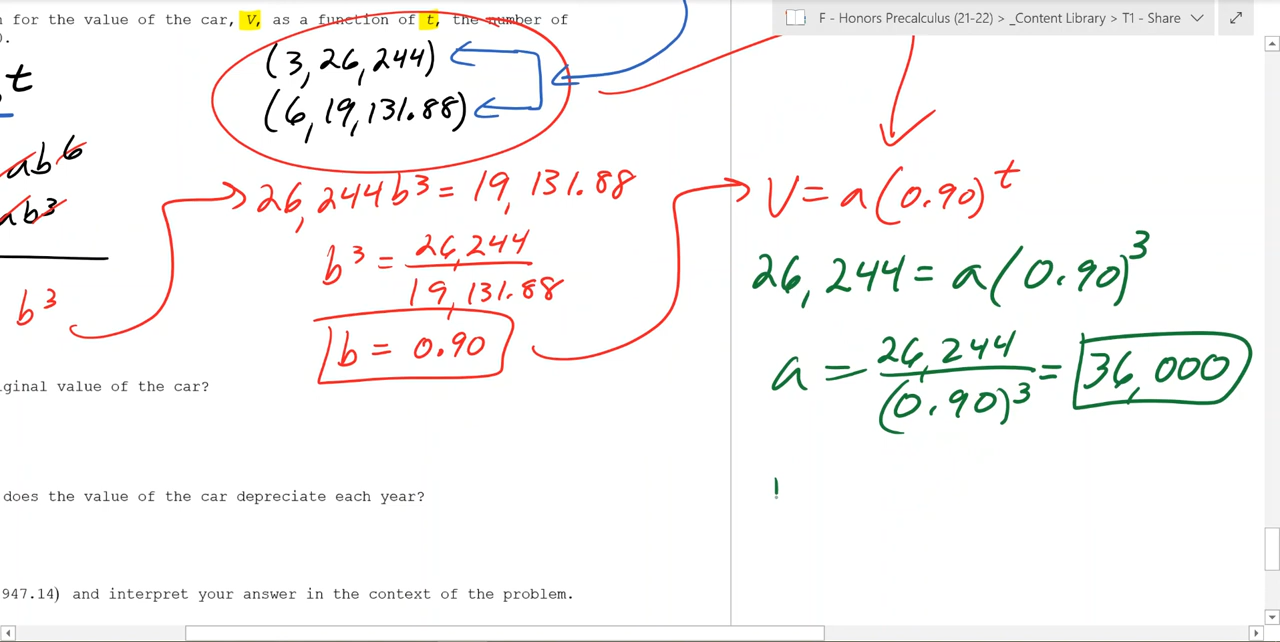 n for the value of the car, V, as a function of t, the number of
F - Honors Precalculus (21-22) > _Content Library > T1 - Share
(3, 26,244)
(6, 19,131.88)
t
ab6
ab3
b3
26,244b3 = 19,131.88
b3 = 26,244
19,131.88
b = 0.90
V = a(0.90)t
26,244 = a(0.90)3
a = 26,244 = 36,000
(0.90)3
iginal value of the car?
does the value of the car depreciate each year?
947.14) and interpret your answer in the context of the problem.